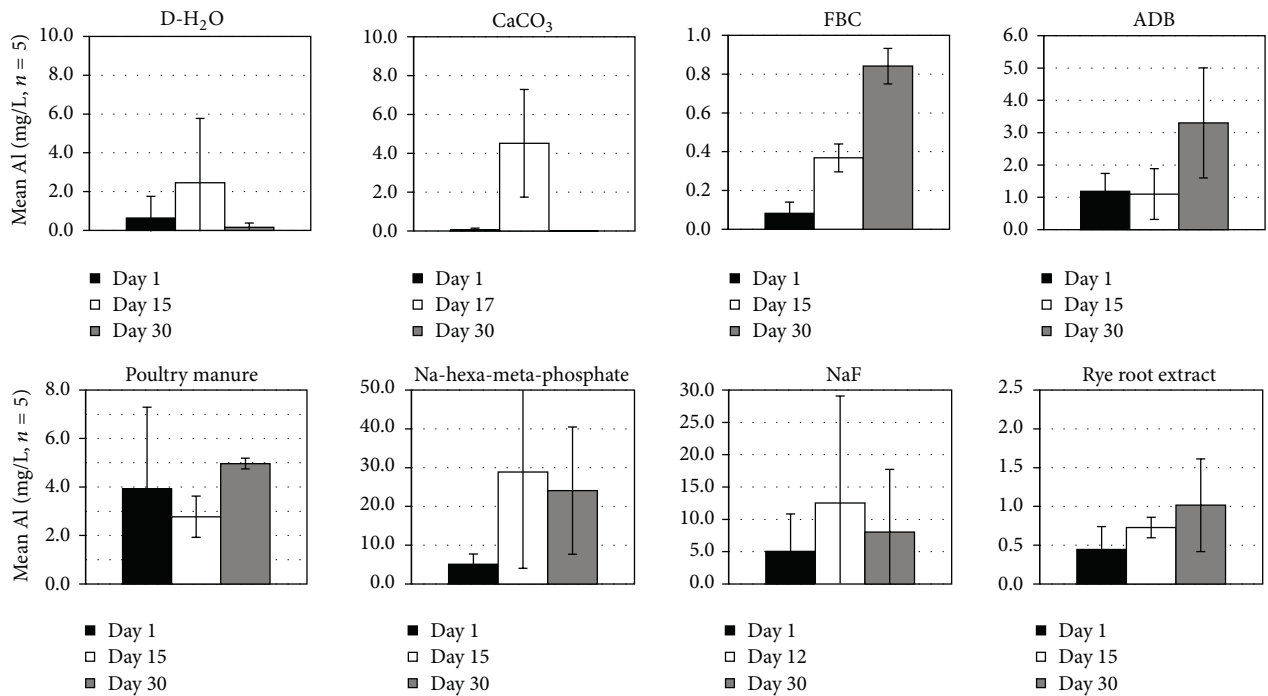 D-H₂O
Mean Al (mg/L, n = 5)
10.0
8.0
6.0
4.0
2.0
0.0
Day 1
Day 15
Day 30
CaCO₃
10.0
8.0
6.0
4.0
2.0
0.0
Day 1
Day 17
Day 30
FBC
1.0
0.8
0.6
0.4
0.2
0.0
Day 1
Day 15
Day 30
ADB
6.0
5.0
4.0
3.0
2.0
1.0
0.0
Day 1
Day 15
Day 30
Poultry manure
Mean Al (mg/L, n = 5)
8.0
6.0
4.0
2.0
0.0
Day 1
Day 15
Day 30
Na-hexa-meta-phosphate
50.0
40.0
30.0
20.0
10.0
0.0
Day 1
Day 15
Day 30
NaF
30.0
25.0
20.0
15.0
10.0
5.0
0.0
Day 1
Day 12
Day 30
Rye root extract
2.5
2.0
1.5
1.0
0.5
0.0
Day 1
Day 15
Day 30